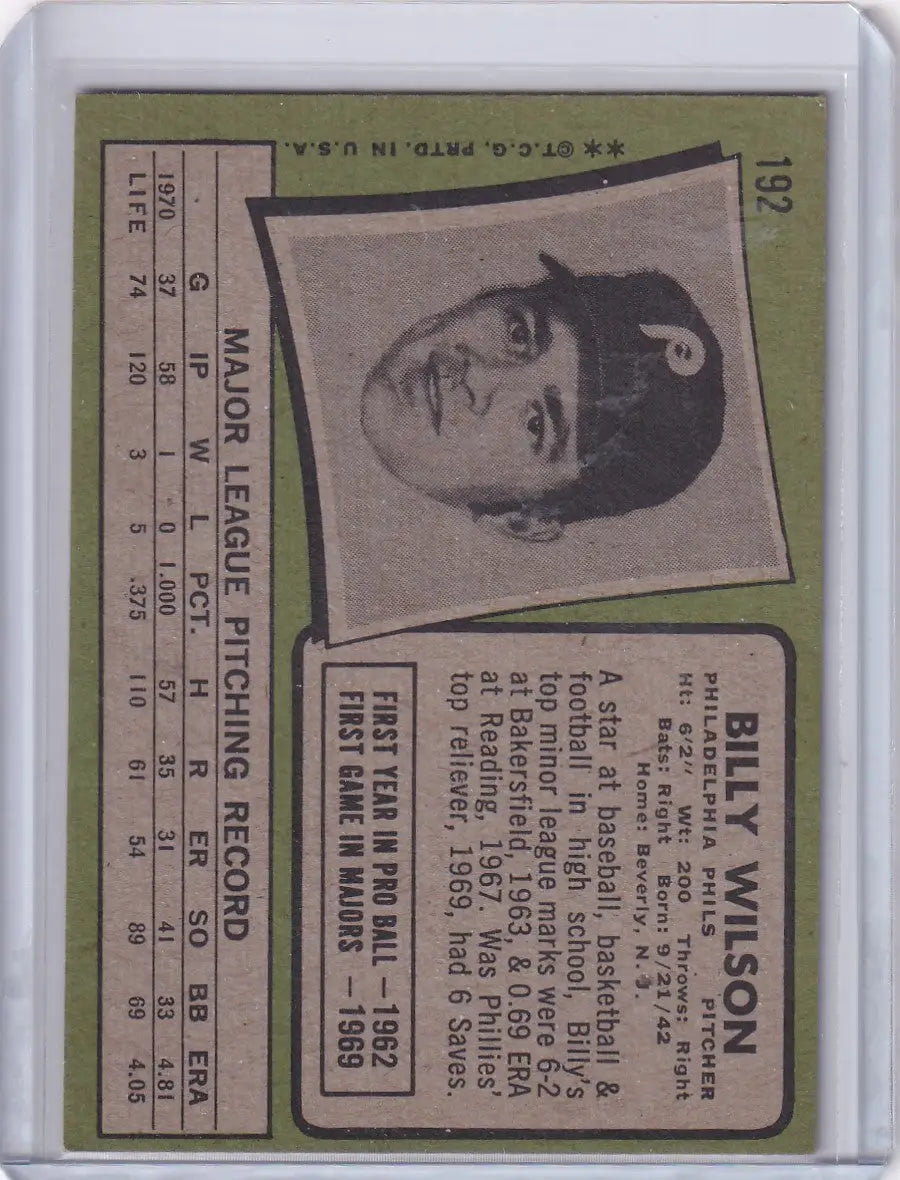 192
** ©T.C.G. PRTD. IN U.S.A.
P
BILLY WILSON
PHILADELPHIA PHILS PITCHER
Ht: 6'2" Wt: 200 Throws: Right
Bats: Right Born: 9/21/42
Home: Beverly, N.J.
A star at baseball, basketball &
football in high school, Billy's
top minor league marks were 6-2
at Bakersfield, 1963, & 0.69 ERA
at Reading, 1967. Was Phillies'
top reliever, 1969, had 6 Saves.
FIRST YEAR IN PRO BALL — 1962
FIRST GAME IN MAJORS — 1969
MAJOR LEAGUE PITCHING RECORD
G IP W L PCT. H R ER SO BB ERA
1970 37 58 1 0 1.000 57 35 31 41 33 4.81
LIFE 74 120 3 5 .375 110 61 54 89 69 4.05